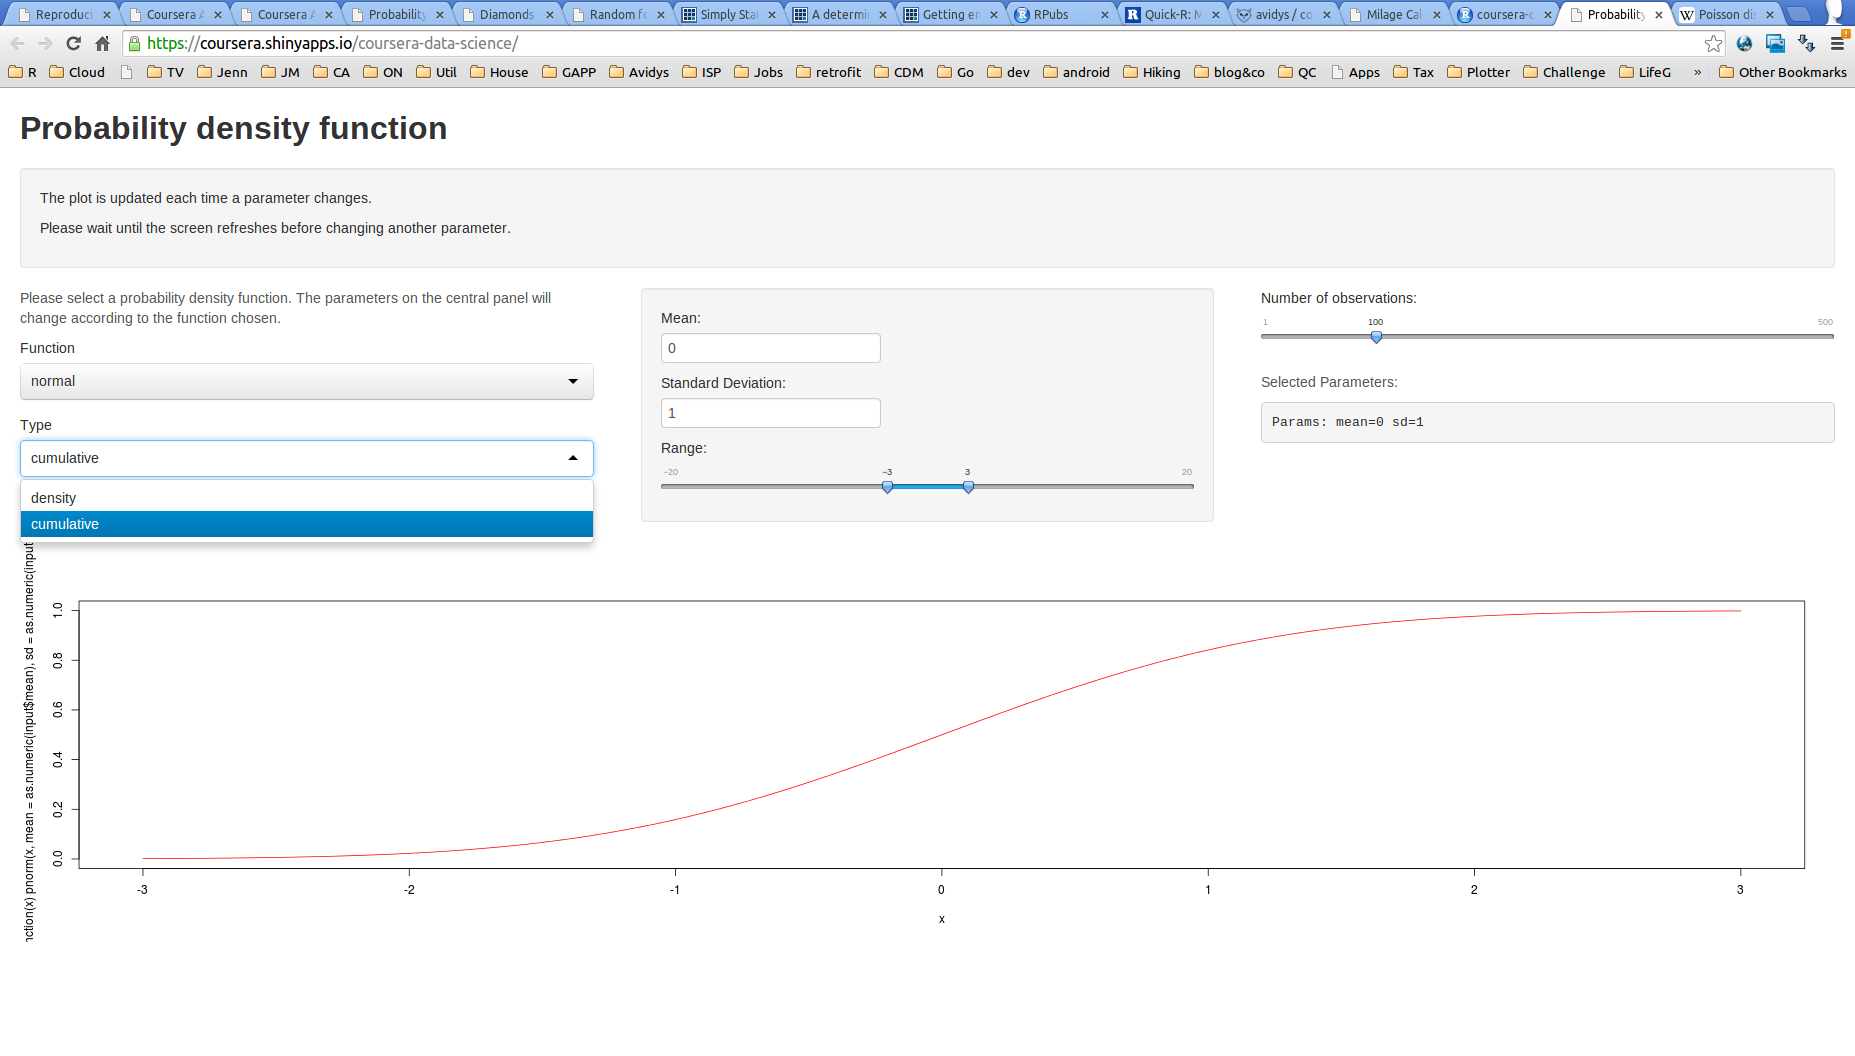 Reproduci
Coursera A
Coursera A
Probability
Diamonds
Random fo
Simply Sta
A determi
Getting en
RPubs
Quick-R: M
avidys / co
Milage Cal
coursera-c
Probability
Poisson dis
https://coursera.shinyapps.io/coursera-data-science/
R
Cloud
TV
Jenn
JM
CA
ON
Util
House
GAPP
Avidys
ISP
Jobs
retrofit
CDM
Go
dev
android
Hiking
blog&co
QC
Apps
Tax
Plotter
Challenge
LifeG
»
Other Bookmarks
Probability density function
The plot is updated each time a parameter changes.
Please wait until the screen refreshes before changing another parameter.
Please select a probability density function. The parameters on the central panel will
change according to the function chosen.
Function
normal
Type
cumulative
density
cumulative
Mean:
0
Standard Deviation:
1
Range:
−20 −3 3 20
Number of observations:
1 100 500
Selected Parameters:
Params: mean=0 sd=1
nction(x) pnorm(x, mean = as.numeric(input$mean), sd = as.numeric(input
1.0
0.8
0.6
0.4
0.2
0.0
-3 -2 -1 0 1 2 3
x